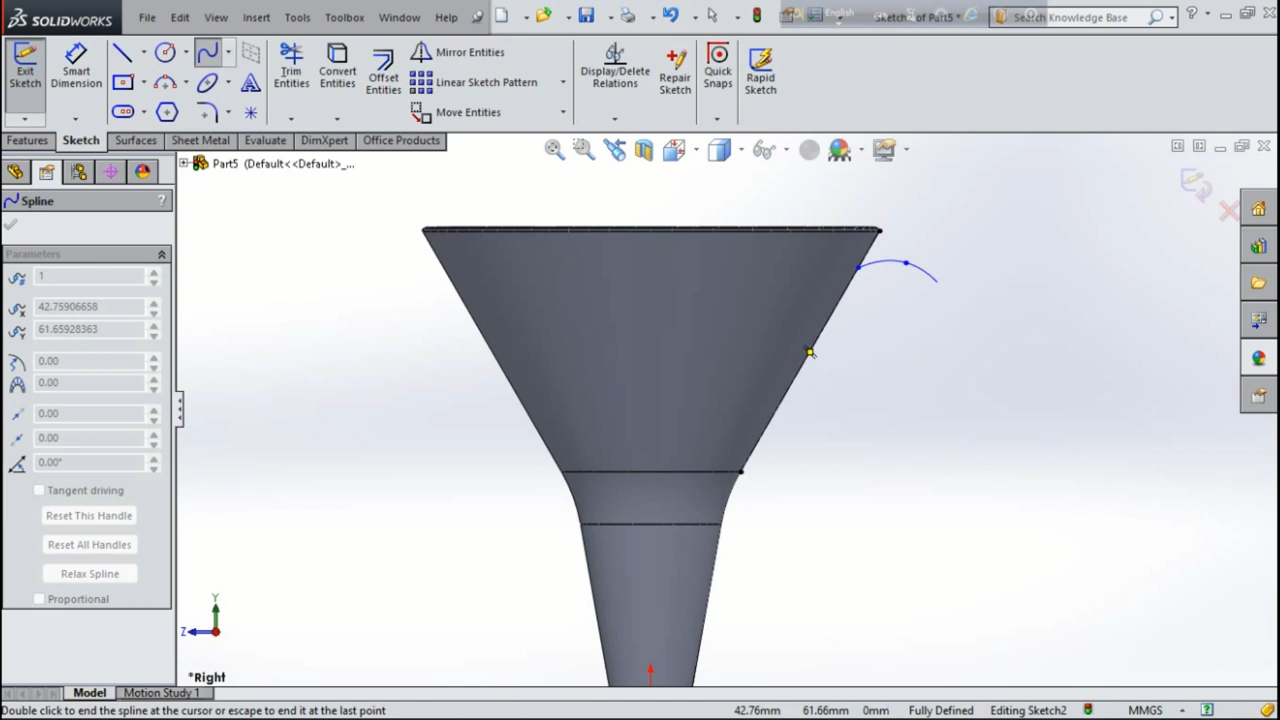 SOLIDWORKS File Edit View Insert Tools Toolbox Window Help English Sketch2 of Part5 * Search Knowledge Base ?
Exit Sketch
Smart Dimension
Trim Entities
Convert Entities
Offset Entities
Mirror Entities
Linear Sketch Pattern
Move Entities
Display/Delete Relations
Repair Sketch
Quick Snaps
Rapid Sketch
Features Sketch Surfaces Sheet Metal Evaluate DimXpert Office Products
Part5 (Default<<Default>_...
Spline ?
Parameters
1
42.75906658
61.65928363
0.00
0.00
0.00
0.00
0.00°
Tangent driving
Reset This Handle
Reset All Handles
Relax Spline
Proportional
Y
Z
*Right
Model Motion Study 1
Double click to end the spline at the cursor or escape to end it at the last point 42.76mm 61.66mm 0mm Fully Defined Editing Sketch2 MMGS ?